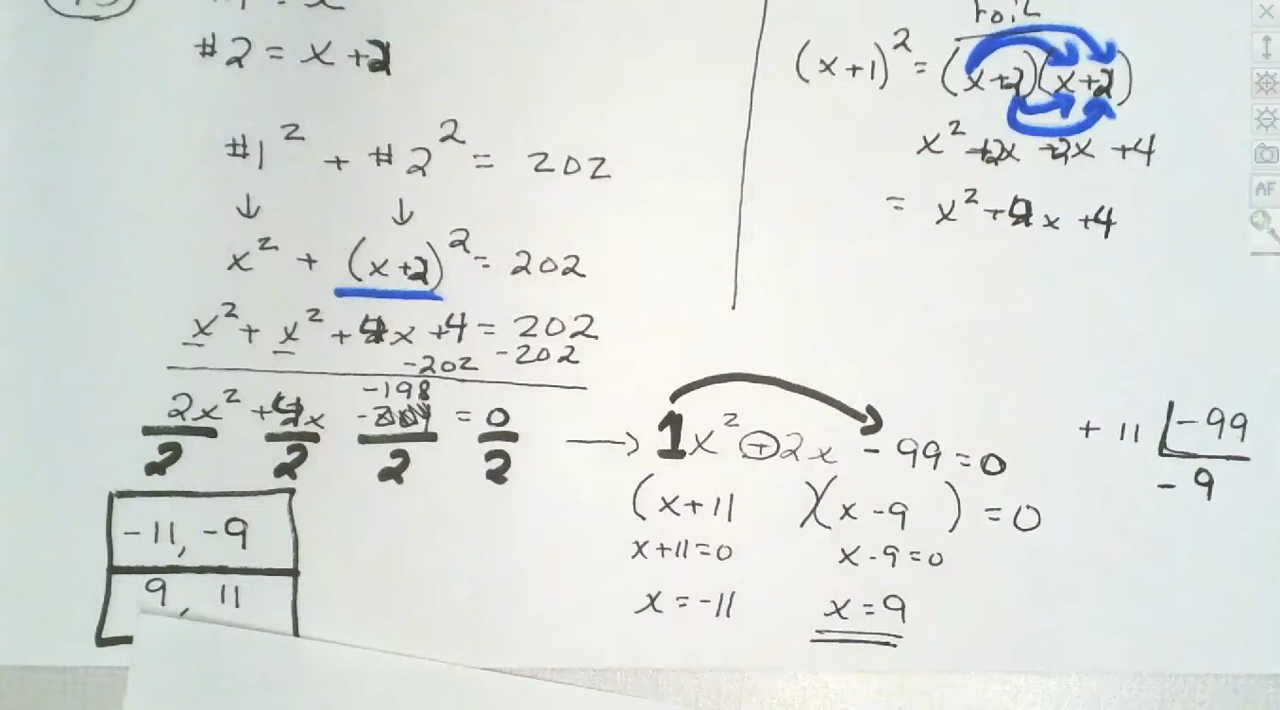 #2 = x +2
#1² + #2² = 202
↓ ↓
x² + (x+2)² = 202
x² + x² + 4x +4 = 202
-202 -202
-198
2x² + 4x = 0
2 2 2 2
→ 1x² + 2x - 99 = 0
(x+11 )(x-9 ) = 0
x+11=0 x-9=0
x = -11 x = 9
-11, -9
9, 11
Foil
(x+1)² = (x+2)(x+2)
x² +2x +2x +4
= x² +4x +4
+ 11 -99
-9
AF